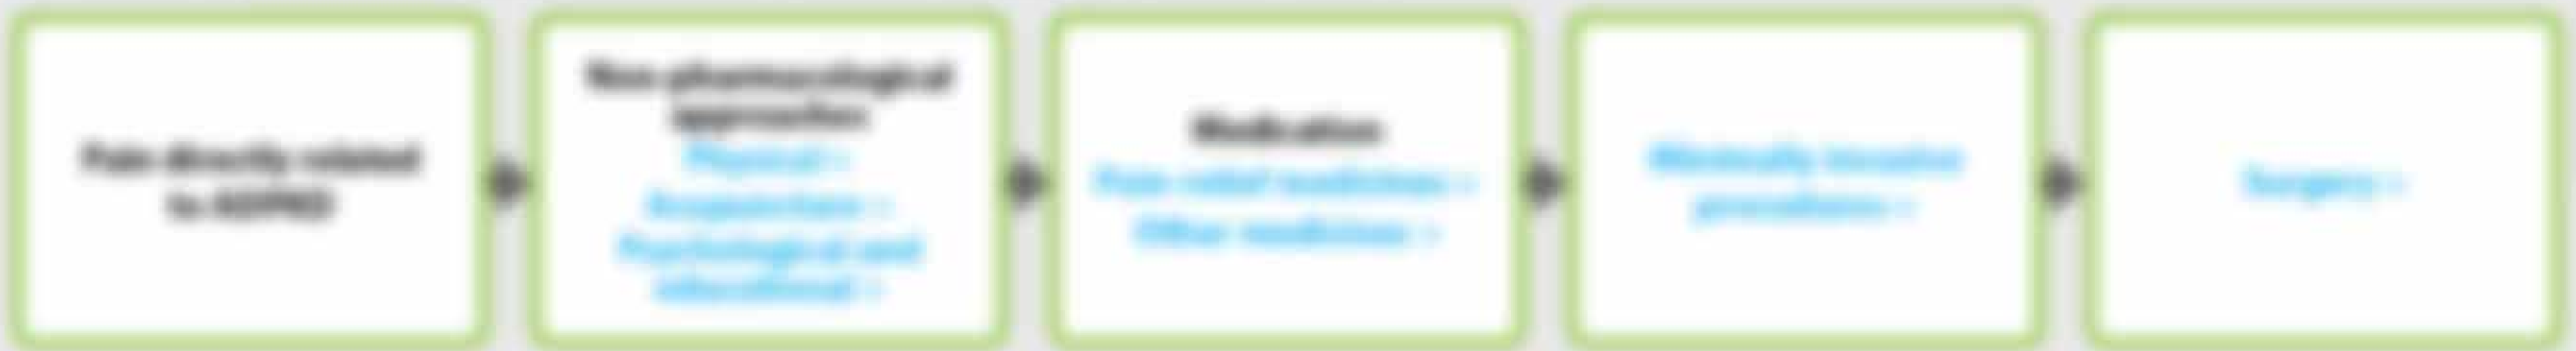 Pain directly related
to ADPKD
Non-pharmacological
approaches
Physical >
Acupuncture >
Psychological and
educational >
Medication
Pain relief medicines >
Other medicines >
Minimally invasive
procedures >
Surgery >